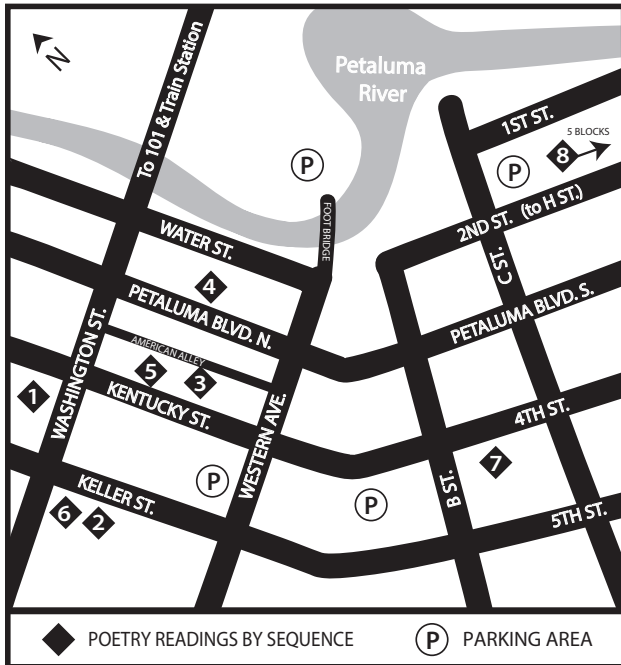 N
To 101 & Train Station
Petaluma
River
1ST ST.
5 BLOCKS
8
P
P
FOOT BRIDGE
2ND ST. (to H ST.)
WATER ST.
C ST.
4
PETALUMA BLVD. N.
PETALUMA BLVD. S.
WASHINGTON ST.
AMERICAN ALLEY
5
3
1
KENTUCKY ST.
WESTERN AVE.
4TH ST.
7
P
P
KELLER ST.
B ST.
5TH ST.
6
2
POETRY READINGS BY SEQUENCE
P PARKING AREA